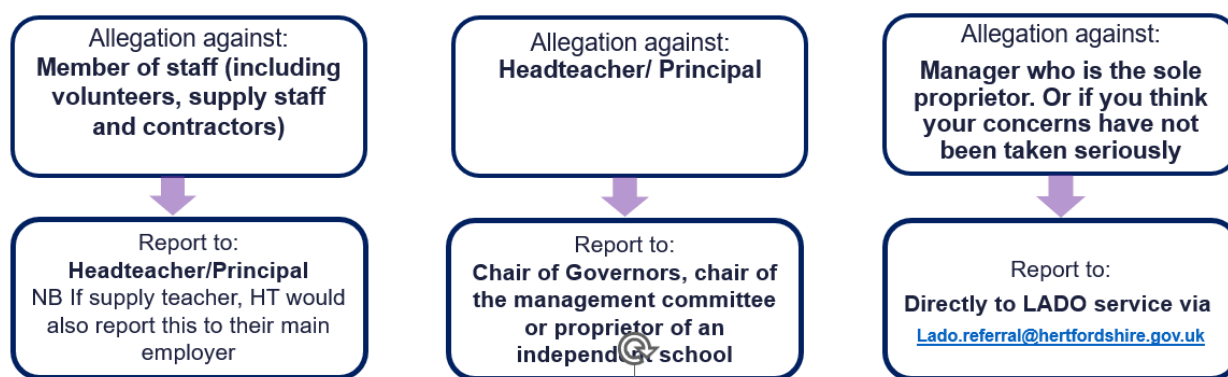 Allegation against:
Member of staff (including
volunteers, supply staff
and contractors)
Report to:
Headteacher/Principal
NB If supply teacher, HT would
also report this to their main
employer
Allegation against:
Headteacher/ Principal
Report to:
Chair of Governors, chair of
the management committee
or proprietor of an
independent school
Allegation against:
Manager who is the sole
proprietor. Or if you think
your concerns have not
been taken seriously
Report to:
Directly to LADO service via
Lado.referral@hertfordshire.gov.uk